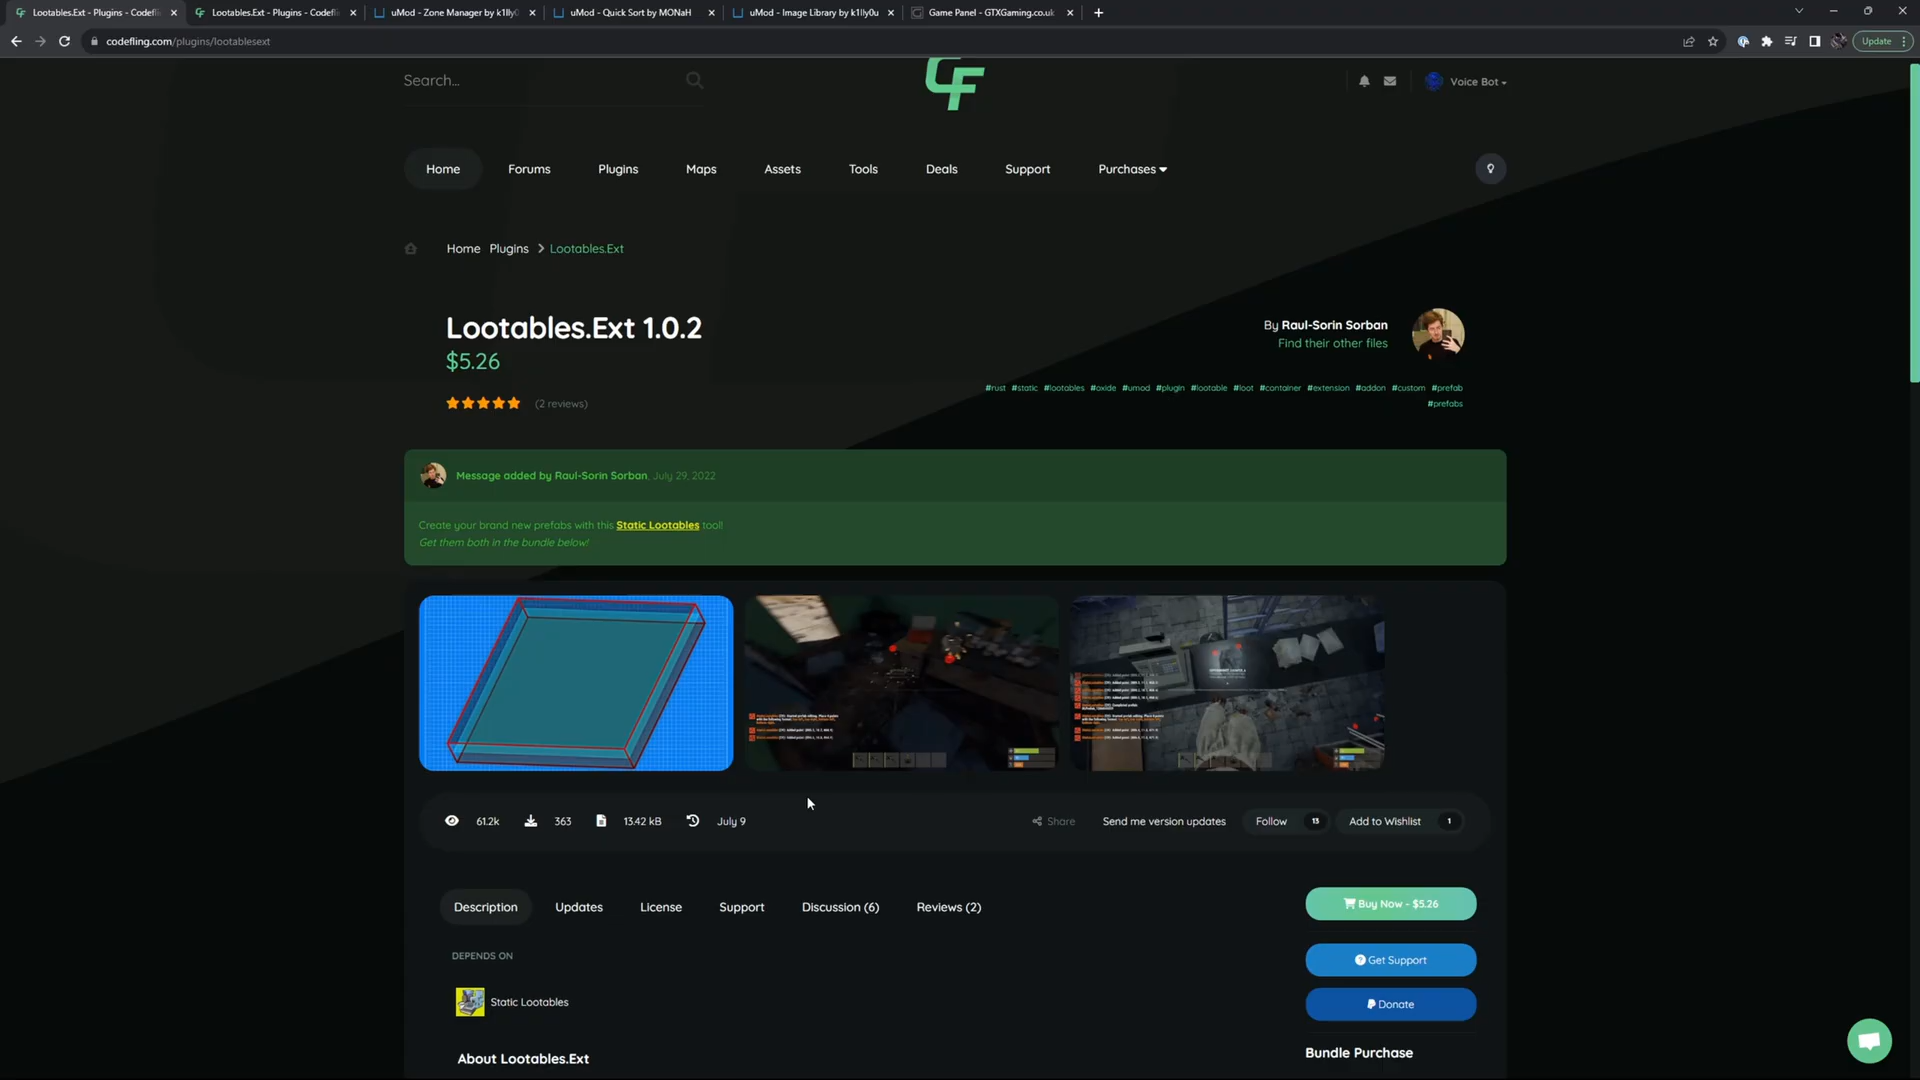 Lootables.Ext - Plugins - Codefli
Lootables.Ext - Plugins - Codefli
uMod - Zone Manager by k1lly0
uMod - Quick Sort by MONaH
uMod - Image Library by k1lly0u
Game Panel - GTXGaming.co.uk
codefling.com/plugins/lootablesext
Update
Search...
CF
Voice Bot
Home
Forums
Plugins
Maps
Assets
Tools
Deals
Support
Purchases
Home Plugins > Lootables.Ext
Lootables.Ext 1.0.2
$5.26
(2 reviews)
By Raul-Sorin Sorban
Find their other files
#rust #static #lootables #oxide #umod #plugin #lootable #loot #container #extension #addon #custom #prefab
#prefabs
Message added by Raul-Sorin Sorban, July 29, 2022
Create your brand new prefabs with this Static Lootables tool!
Get them both in the bundle below!
61.2k
363
13.42 kB
July 9
Share
Send me version updates
Follow 13
Add to Wishlist 1
Description
Updates
License
Support
Discussion (6)
Reviews (2)
Buy Now - $5.26
DEPENDS ON
Get Support
Static Lootables
Donate
About Lootables.Ext
Bundle Purchase